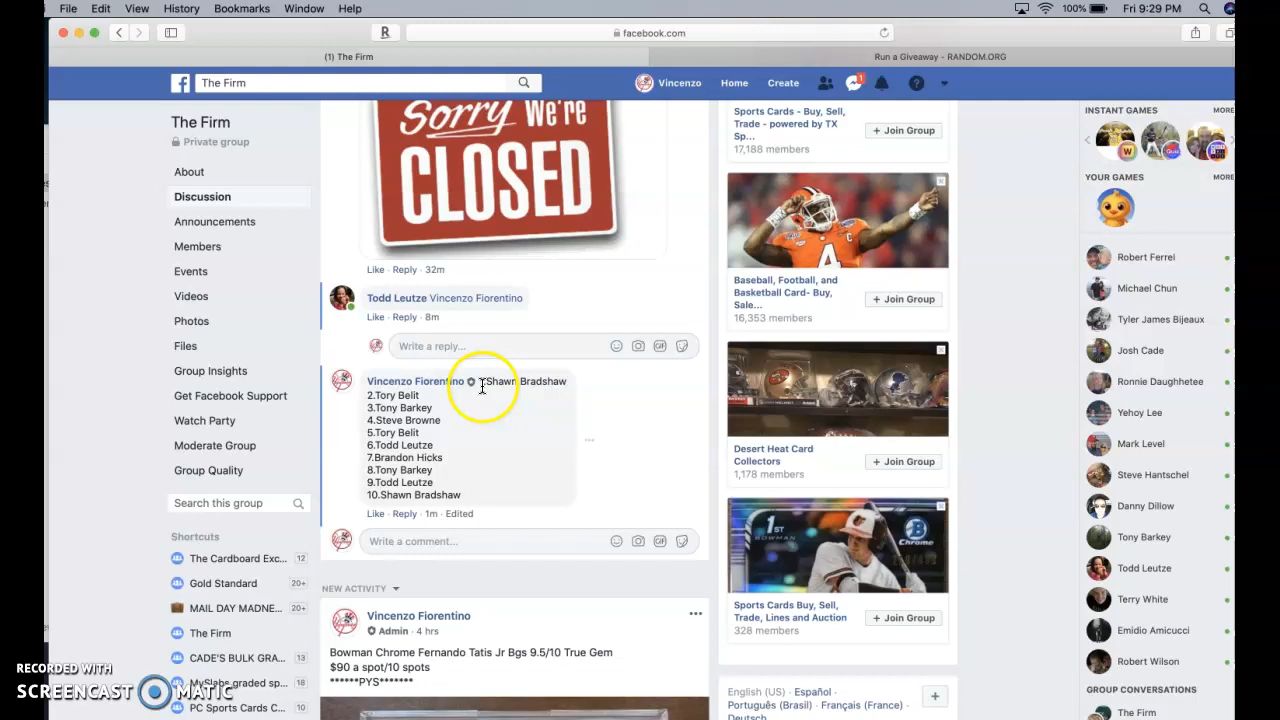 File Edit View History Bookmarks Window Help
100% Fri 9:29 PM
facebook.com
(1) The Firm
Run a Giveaway - RANDOM.ORG
The Firm
Vincenzo Home Create 1
The Firm
Private group
About
Discussion
Announcements
Members
Events
Videos
Photos
Files
Group Insights
Get Facebook Support
Watch Party
Moderate Group
Group Quality
Search this group
Shortcuts
The Cardboard Exc... 12
Gold Standard 20+
MAIL DAY MADNE... 20+
The Firm
CADE'S BULK GRA... 13
MySlabs graded sp... 18
PC Sports Cards C... 10
Sorry We're
CLOSED
Like · Reply · 32m
Todd Leutze Vincenzo Fiorentino
Like · Reply · 8m
Write a reply...
Vincenzo Fiorentino Shawn Bradshaw
2.Tory Belit
3.Tony Barkey
4.Steve Browne
5.Tory Belit
6.Todd Leutze
7.Brandon Hicks
8.Tony Barkey
9.Todd Leutze
10.Shawn Bradshaw
Like · Reply · 1m · Edited
Write a comment...
NEW ACTIVITY
Vincenzo Fiorentino
Admin · 4 hrs
Bowman Chrome Fernando Tatis Jr Bgs 9.5/10 True Gem
$90 a spot/10 spots
******PYS*******
Sports Cards - Buy, Sell,
Trade - powered by TX
Sp...
17,188 members
+ Join Group
Baseball, Football, and
Basketball Card- Buy,
Sale...
16,353 members
+ Join Group
Desert Heat Card
Collectors
1,178 members
+ Join Group
1ST
BOWMAN
Chrome
Sports Cards Buy, Sell,
Trade, Lines and Auction
328 members
+ Join Group
English (US) · Español ·
Português (Brasil) · Français (France) ·
Deutsch
INSTANT GAMES MORE
YOUR GAMES MORE
Robert Ferrel
Michael Chun
Tyler James Bijeaux
Josh Cade
Ronnie Daughhetee
Yehoy Lee
Mark Level
Steve Hantschel
Danny Dillow
Tony Barkey
Todd Leutze
Terry White
Emidio Amicucci
Robert Wilson
GROUP CONVERSATIONS
The Firm
RECORDED WITH
SCREENCAST MATIC